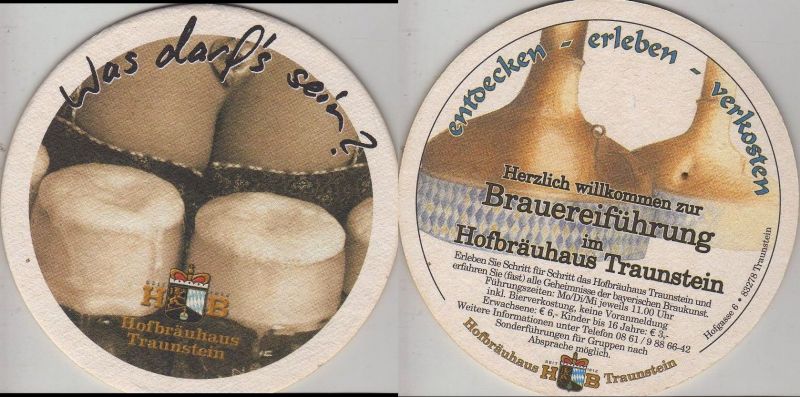 Was darf's sein?
HB
Hofbräuhaus
Traunstein
entdecken - erleben - verkosten
Herzlich willkommen zur
Brauereiführung
im
Hofbräuhaus Traunstein
Erleben Sie Schritt für Schritt das Hofbräuhaus Traunstein und
erfahren Sie (fast) alle Geheimnisse der bayerischen Braukunst.
Führungszeiten: Mo/Di/Mi jeweils 11.00 Uhr
inkl. Bierverkostung, keine Voranmeldung
Erwachsene: € 6,- Kinder bis 16 Jahre: € 3,-
Weitere Informationen unter Telefon 08 61 / 9 88 66-42
Sonderführungen für Gruppen nach
Absprache möglich.
Hofgasse 6 • 83278 Traunstein
Hofbräuhaus
SEIT 1612
HB
Traunstein